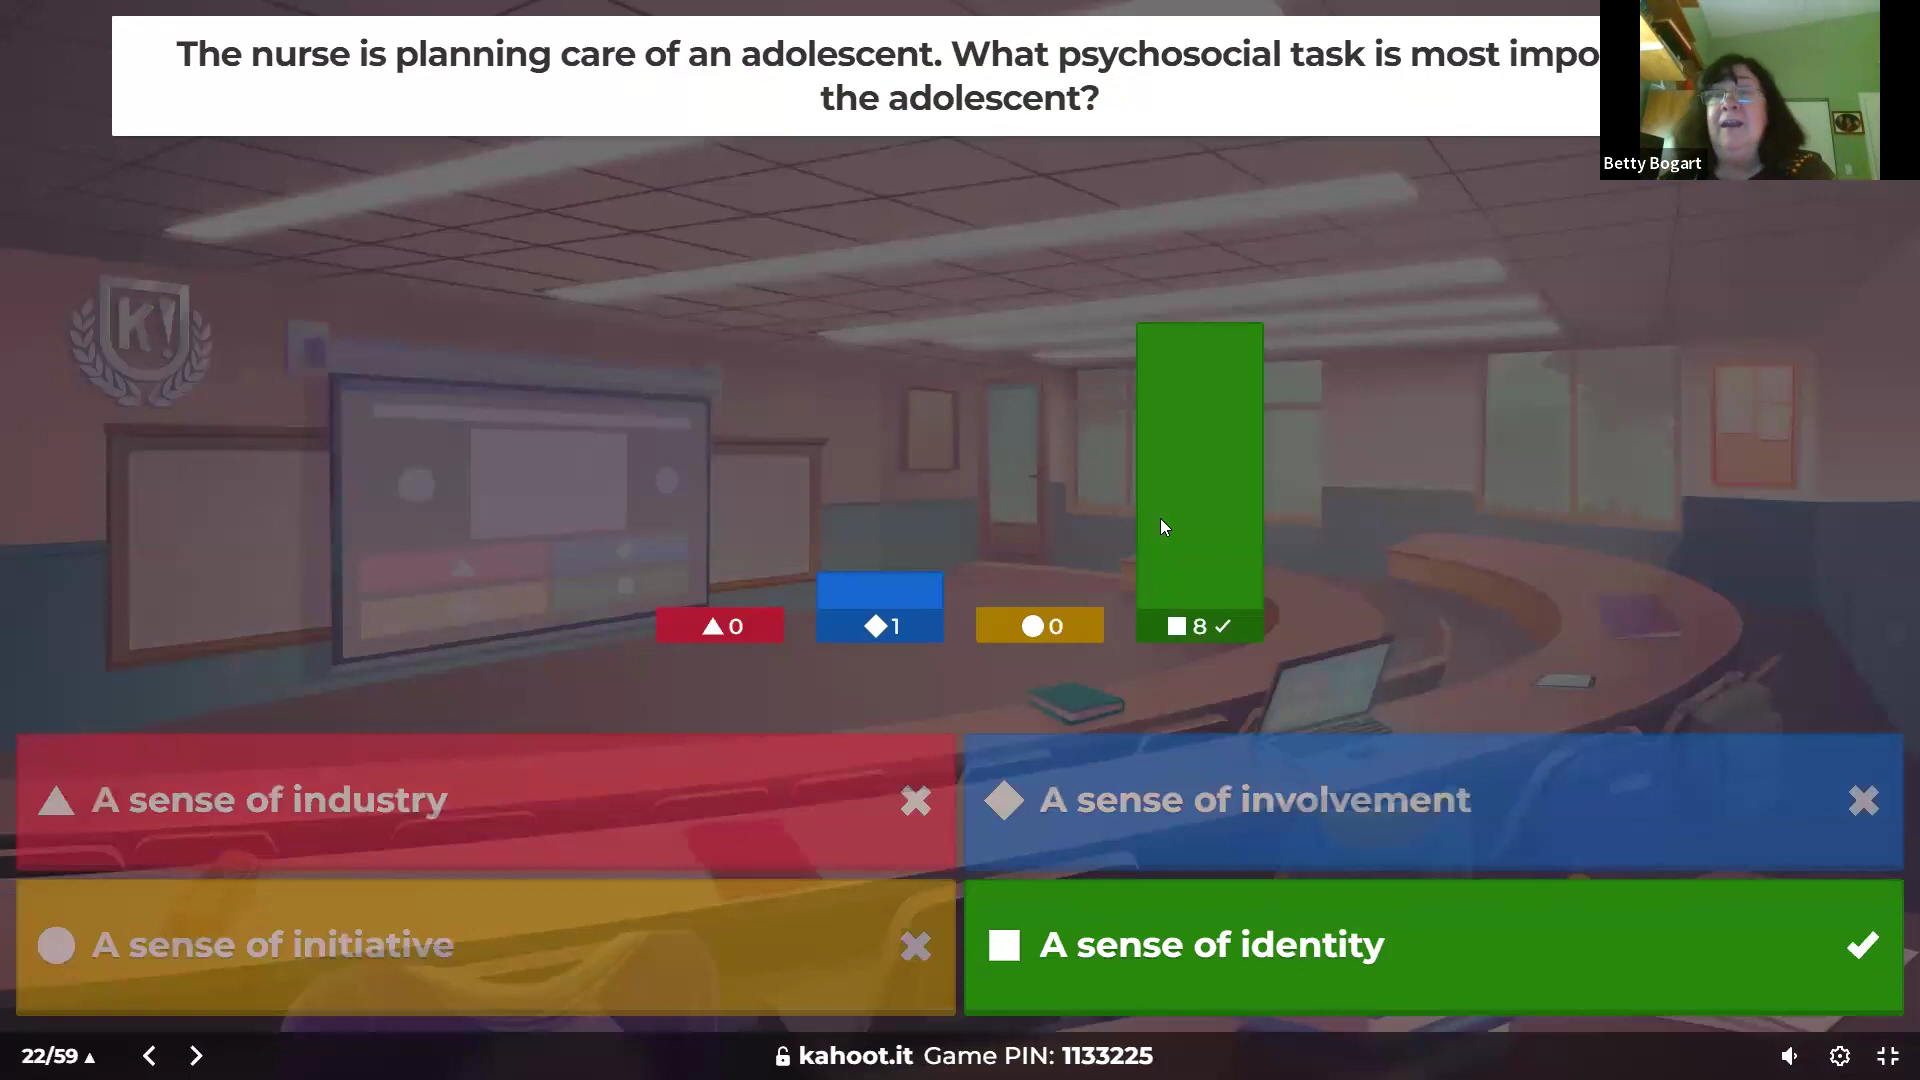 The nurse is planning care of an adolescent. What psychosocial task is most impo
the adolescent?
Betty Bogart
K!
0
1
0
8
A sense of industry
A sense of involvement
A sense of initiative
A sense of identity
22/59
kahoot.it Game PIN: 1133225